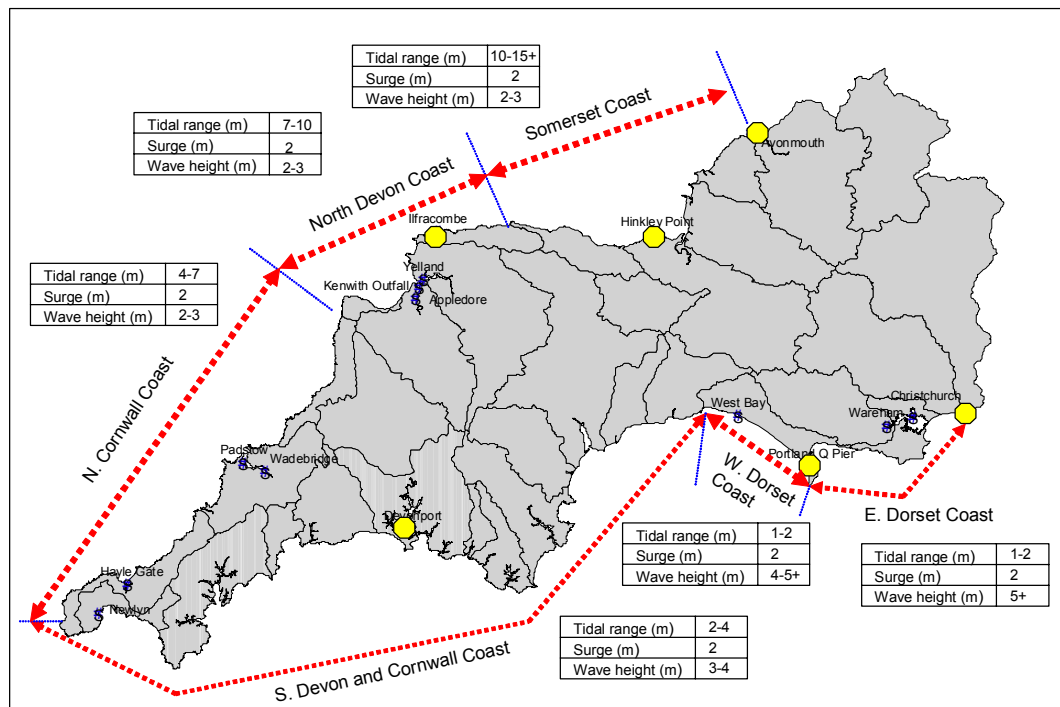 Tidal range (m) 10-15+
Surge (m) 2
Wave height (m) 2-3
Somerset Coast
Tidal range (m) 7-10
Surge (m) 2
Wave height (m) 2-3
North Devon Coast
Avonmouth
Ilfracombe
Hinkley Point
Tidal range (m) 4-7
Surge (m) 2
Wave height (m) 2-3
Yelland
Kenwith Outfall
Appledore
N. Cornwall Coast
West Bay
Christchurch
Wareham
Padstow
Wadebridge
Portland Q Pier
W. Dorset
Coast
Devonport
E. Dorset Coast
Tidal range (m) 1-2
Surge (m) 2
Wave height (m) 4-5+
Tidal range (m) 1-2
Surge (m) 2
Wave height (m) 5+
Hayle Gate
Newlyn
S. Devon and Cornwall Coast
Tidal range (m) 2-4
Surge (m) 2
Wave height (m) 3-4